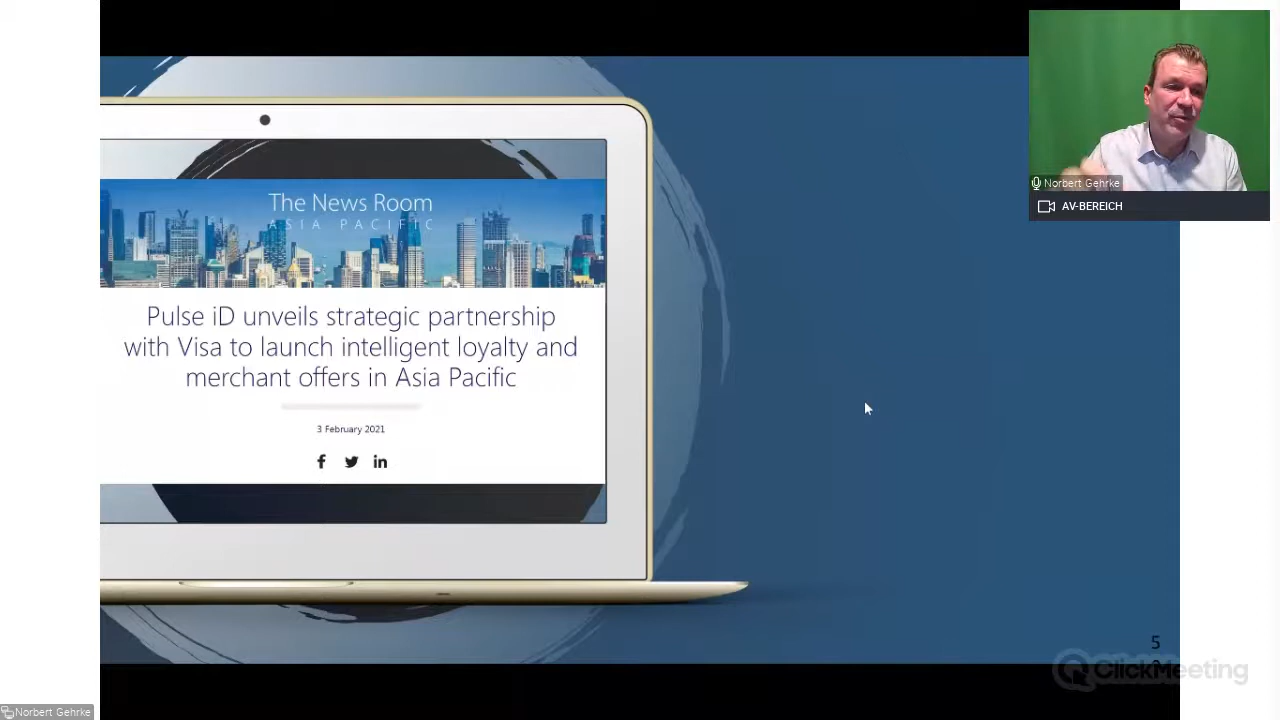 The News Room
ASIA PACIFIC
Pulse iD unveils strategic partnership
with Visa to launch intelligent loyalty and
merchant offers in Asia Pacific
3 February 2021
Norbert Gehrke
AV-BEREICH
5
ClickMeeting
Norbert Gehrke